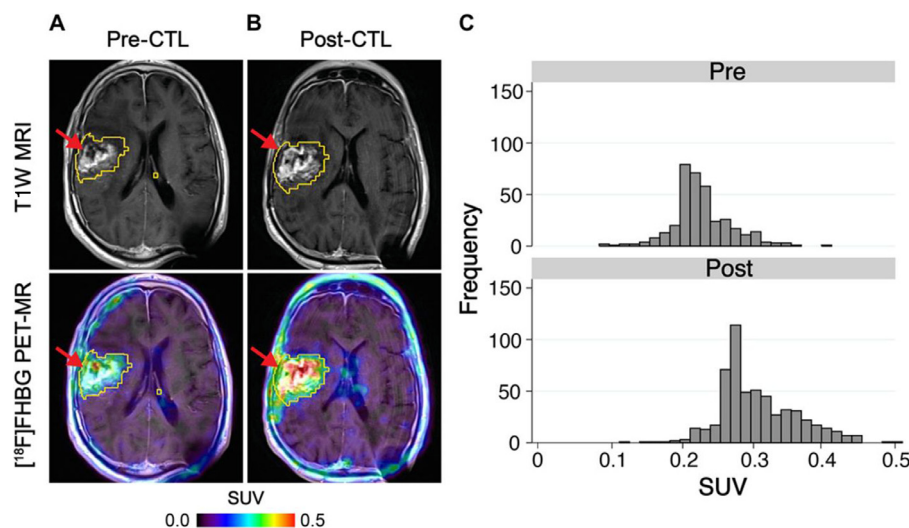 A
Pre-CTL
B
Post-CTL
C
T1W MRI
[¹⁸F]FHBG PET-MR
SUV
0.0
0.5
Pre
150
100
50
0
Frequency
Post
150
100
50
0
0 0.1 0.2 0.3 0.4 0.5
SUV